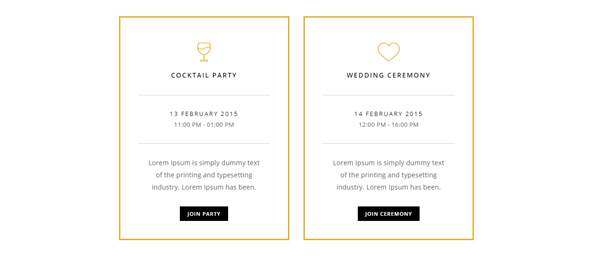 COCKTAIL PARTY
13 FEBRUARY 2015
11:00 PM - 01:00 PM
Lorem Ipsum is simply dummy text
of the printing and typesetting
industry. Lorem Ipsum has been.
JOIN PARTY
WEDDING CEREMONY
14 FEBRUARY 2015
12:00 PM - 16:00 PM
Lorem Ipsum is simply dummy text
of the printing and typesetting
industry. Lorem Ipsum has been.
JOIN CEREMONY